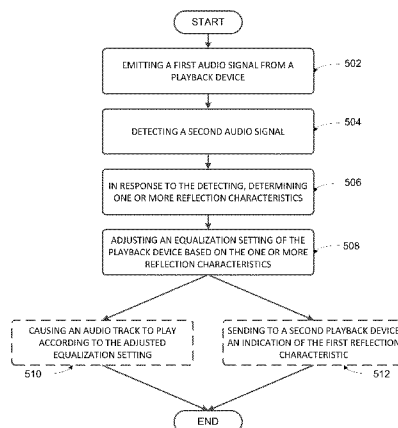 START
EMITTING A FIRST AUDIO SIGNAL FROM A
PLAYBACK DEVICE
502
DETECTING A SECOND AUDIO SIGNAL
504
IN RESPONSE TO THE DETECTING, DETERMINING
ONE OR MORE REFLECTION CHARACTERISTICS
506
ADJUSTING AN EQUALIZATION SETTING OF THE
PLAYBACK DEVICE BASED ON THE ONE OR MORE
REFLECTION CHARACTERISTICS
508
CAUSING AN AUDIO TRACK TO PLAY
ACCORDING TO THE ADJUSTED
EQUALIZATION SETTING
510
SENDING TO A SECOND PLAYBACK DEVICE
AN INDICATION OF THE FIRST REFLECTION
CHARACTERISTIC
512
END